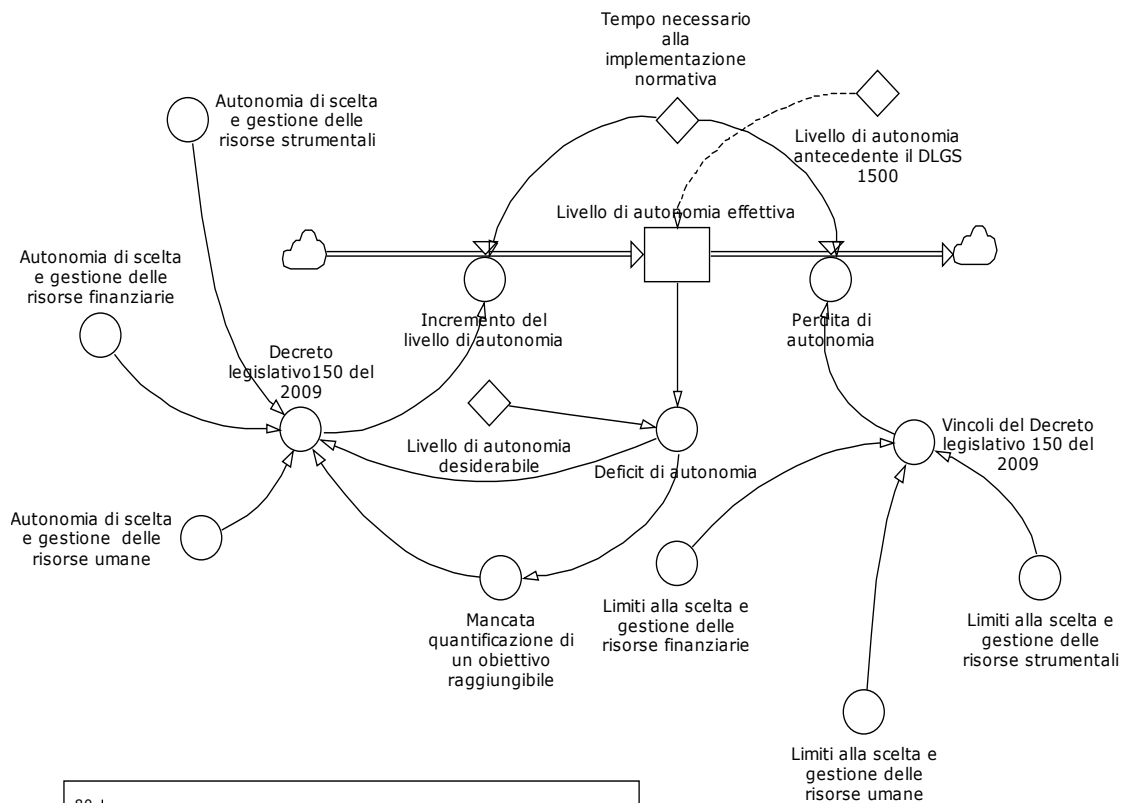 Tempo necessario
alla
implementazione
normativa
Autonomia di scelta
e gestione delle
risorse strumentali
Livello di autonomia
antecedente il DLGS
1500
Livello di autonomia effettiva
Autonomia di scelta
e gestione delle
risorse finanziarie
Incremento del
livello di autonomia
Perdita di
autonomia
Decreto
legislativo150 del
2009
Livello di autonomia
desiderabile
Deficit di autonomia
Vincoli del Decreto
legislativo 150 del
2009
Autonomia di scelta
e gestione delle
risorse umane
Mancata
quantificazione di
un obiettivo
raggiungibile
Limiti alla scelta e
gestione delle
risorse finanziarie
Limiti alla scelta e
gestione delle
risorse strumentali
Limiti alla scelta e
gestione delle
risorse umane